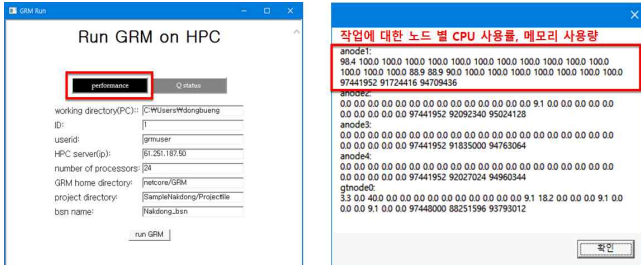 GRM Run
Run GRM on HPC
performance
Q status
working directory(PC):: C:₩Users₩dongbueng
ID: 1
userid: grmuser
HPC server(ip): 61.251.187.50
number of processors: 24
GRM home directory: netcore/GRM
project directory: SampleNakdong/Projectfile
bsn name: Nakdong_bsn
run GRM
작업에 대한 노드 별 CPU 사용률, 메모리 사용량
anode1:
98.4 100.0 100.0 100.0 100.0 100.0 100.0 100.0 100.0 100.0 100.0
100.0 100.0 100.0 88.9 88.9 90.0 100.0 100.0 100.0 100.0 100.0 100.0
97441952 91724416 94709436
anode2:
0.0 0.0 0.0 0.0 0.0 0.0 0.0 0.0 0.0 0.0 0.0 0.0 0.0 9.1 0.0 0.0 0.0 0.0
0.0 0.0 0.0 0.0 0.0 97441952 92092340 95024128
anode3:
0.0 0.0 0.0 0.0 0.0 0.0 0.0 0.0 0.0 0.0 0.0 0.0 0.0 0.0 0.0 0.0 0.0 0.0
0.0 0.0 0.0 0.0 0.0 97441952 91835000 94763064
anode4:
0.0 0.0 0.0 0.0 0.0 0.0 0.0 0.0 0.0 0.0 0.0 0.0 0.0 0.0 0.0 0.0 0.0 0.0
0.0 0.0 0.0 0.0 0.0 97441952 92027024 94960344
gtnode0:
3.3 0.0 40.0 0.0 0.0 0.0 0.0 0.0 0.0 0.0 0.0 9.1 18.2 0.0 0.0 0.0 9.1 0.0
0.0 0.0 9.1 0.0 0.0 97448000 88251596 93793012
확인